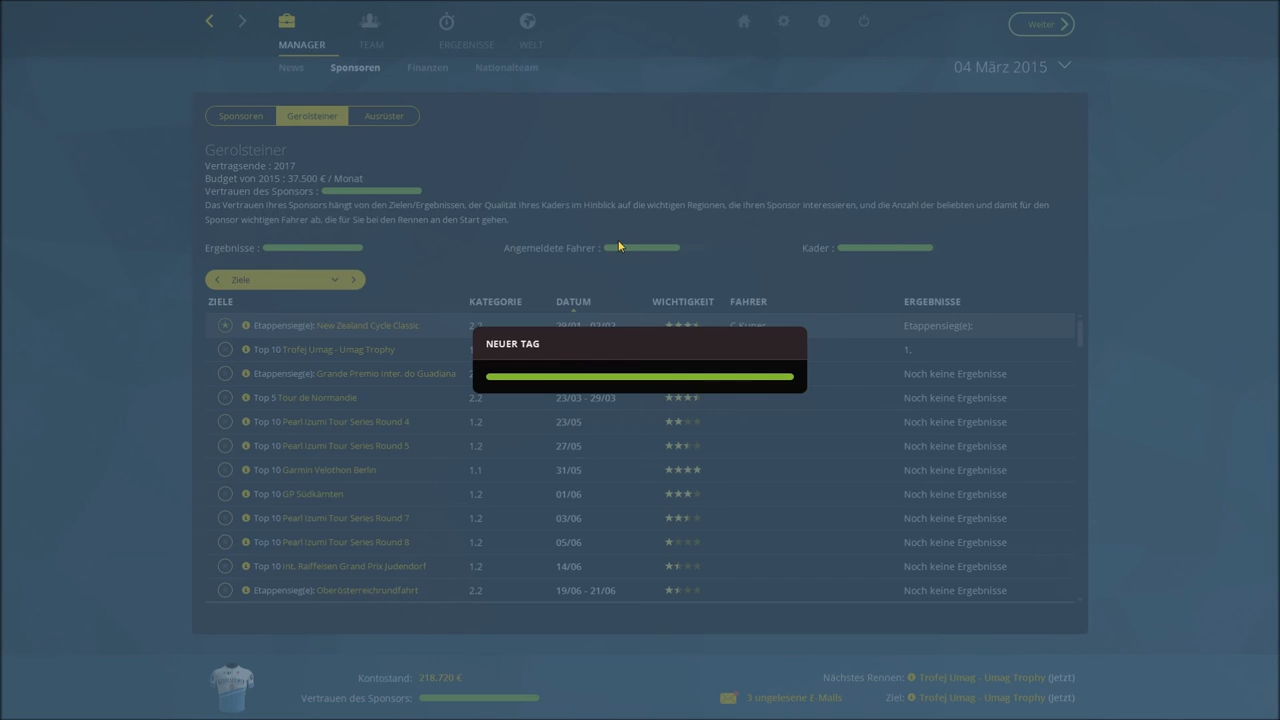 MANAGER TEAM ERGEBNISSE WELT
Weiter
News Sponsoren Finanzen Nationalteam
04 März 2015
Sponsoren Gerolsteiner Ausrüster
Gerolsteiner
Vertragsende : 2017
Budget von 2015 : 37.500 € / Monat
Vertrauen des Sponsors :
Das Vertrauen Ihres Sponsors hängt von den Zielen/Ergebnissen, der Qualität Ihres Kaders im Hinblick auf die wichtigen Regionen, die Ihren Sponsor interessieren, und die Anzahl der beliebten und damit für den
Sponsor wichtigen Fahrer ab, die für Sie bei den Rennen an den Start gehen.
Ergebnisse : Angemeldete Fahrer : Kader :
Ziele
ZIELE KATEGORIE DATUM WICHTIGKEIT FAHRER ERGEBNISSE
Etappensieg(e): New Zealand Cycle Classic 2.2 29/01 - 02/02 C.Kuper Etappensieg(e):
Top 10 Trofej Umag - Umag Trophy 1.
Etappensieg(e): Grande Premio Inter. do Guadiana Noch keine Ergebnisse
NEUER TAG
Top 5 Tour de Normandie 2.2 23/03 - 29/03 Noch keine Ergebnisse
Top 10 Pearl Izumi Tour Series Round 4 1.2 23/05 Noch keine Ergebnisse
Top 10 Pearl Izumi Tour Series Round 5 1.2 27/05 Noch keine Ergebnisse
Top 10 Garmin Velothon Berlin 1.1 31/05 Noch keine Ergebnisse
Top 10 GP Südkärnten 1.2 01/06 Noch keine Ergebnisse
Top 10 Pearl Izumi Tour Series Round 7 1.2 03/06 Noch keine Ergebnisse
Top 10 Pearl Izumi Tour Series Round 8 1.2 05/06 Noch keine Ergebnisse
Top 10 int. Raiffeisen Grand Prix Judendorf 1.2 14/06 Noch keine Ergebnisse
Etappensieg(e): Oberösterreichrundfahrt 2.2 19/06 - 21/06 Noch keine Ergebnisse
Kontostand: 218.720 €
Vertrauen des Sponsors:
3 ungelesene E-Mails
Nächstes Rennen: Trofej Umag - Umag Trophy (Jetzt)
Ziel: Trofej Umag - Umag Trophy (Jetzt)